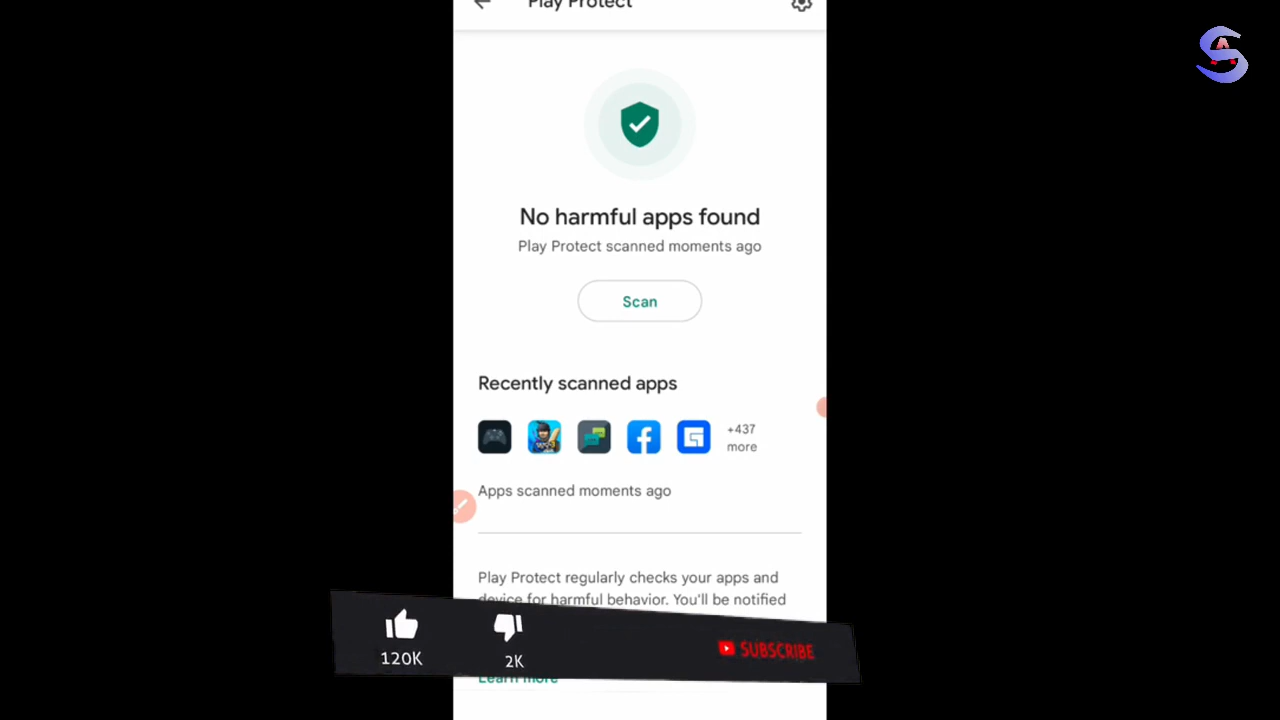 Play Protect
No harmful apps found
Play Protect scanned moments ago
Scan
Recently scanned apps
+437
more
Apps scanned moments ago
Play Protect regularly checks your apps and
device for harmful behavior. You'll be notified
120K
2K
SUBSCRIBE
Learn more